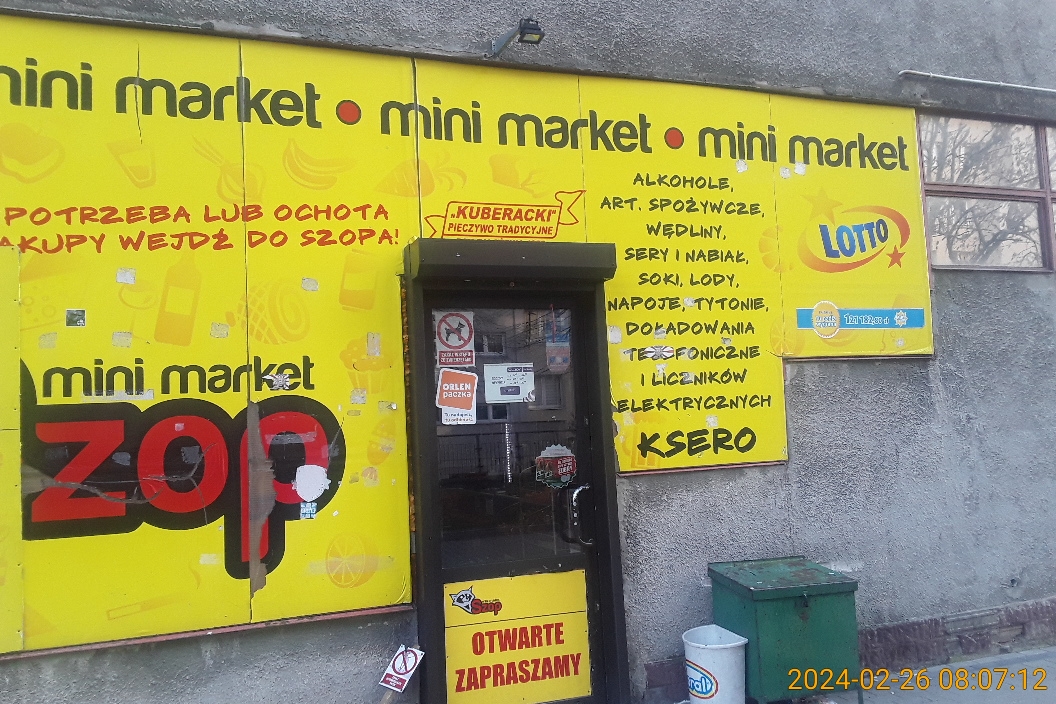 mini market • mini market • mini market
POTRZEBA LUB OCHOTA
ZAKUPY WEJDŹ DO SZOPA!
„KUBERACKI"
PIECZYWO TRADYCYJNE
ALKOHOLE,
ART. SPOŻYWCZE,
WĘDLINY,
SERY I NABIAŁ,
SOKI, LODY,
NAPOJE, TYTONIE,
DOŁADOWANIA
TELEFONICZNE
I LICZNIKÓW
ELEKTRYCZNYCH
KSERO
LOTTO
mini market
zop
ORLEN
paczka
Szop
OTWARTE
ZAPRASZAMY
2024-02-26 08:07:12